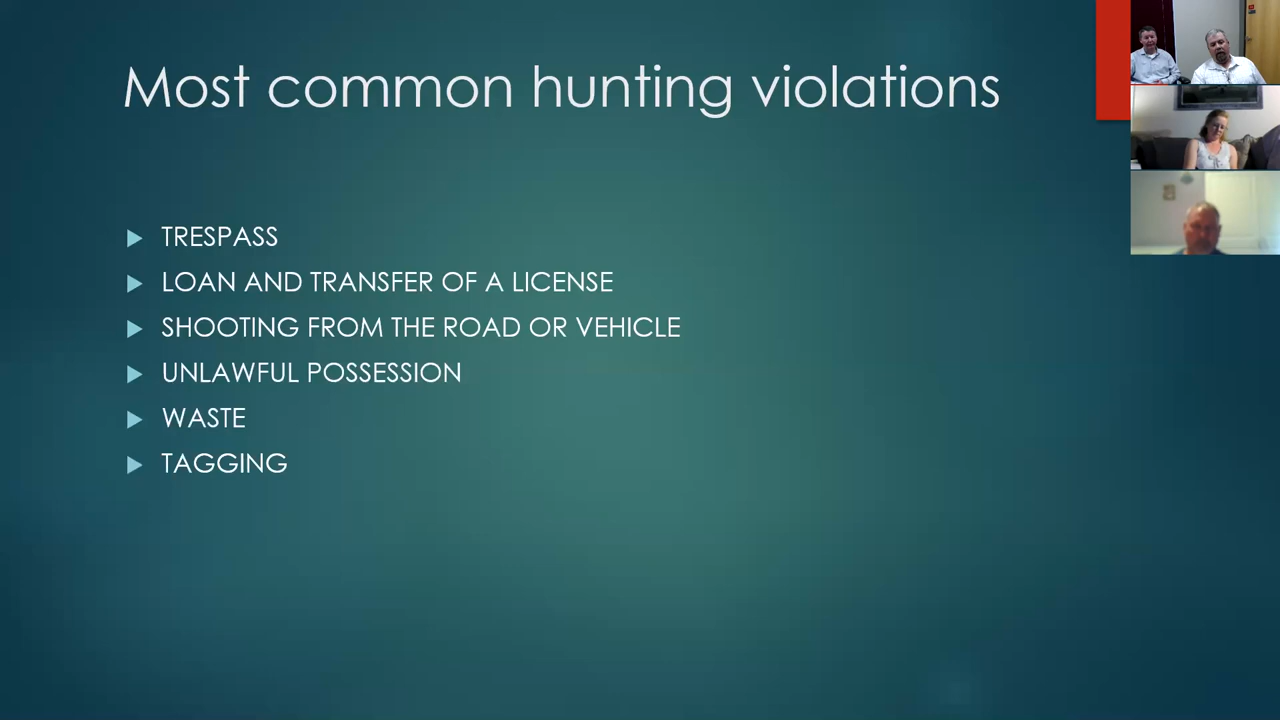 Most common hunting violations
TRESPASS
LOAN AND TRANSFER OF A LICENSE
SHOOTING FROM THE ROAD OR VEHICLE
UNLAWFUL POSSESSION
WASTE
TAGGING